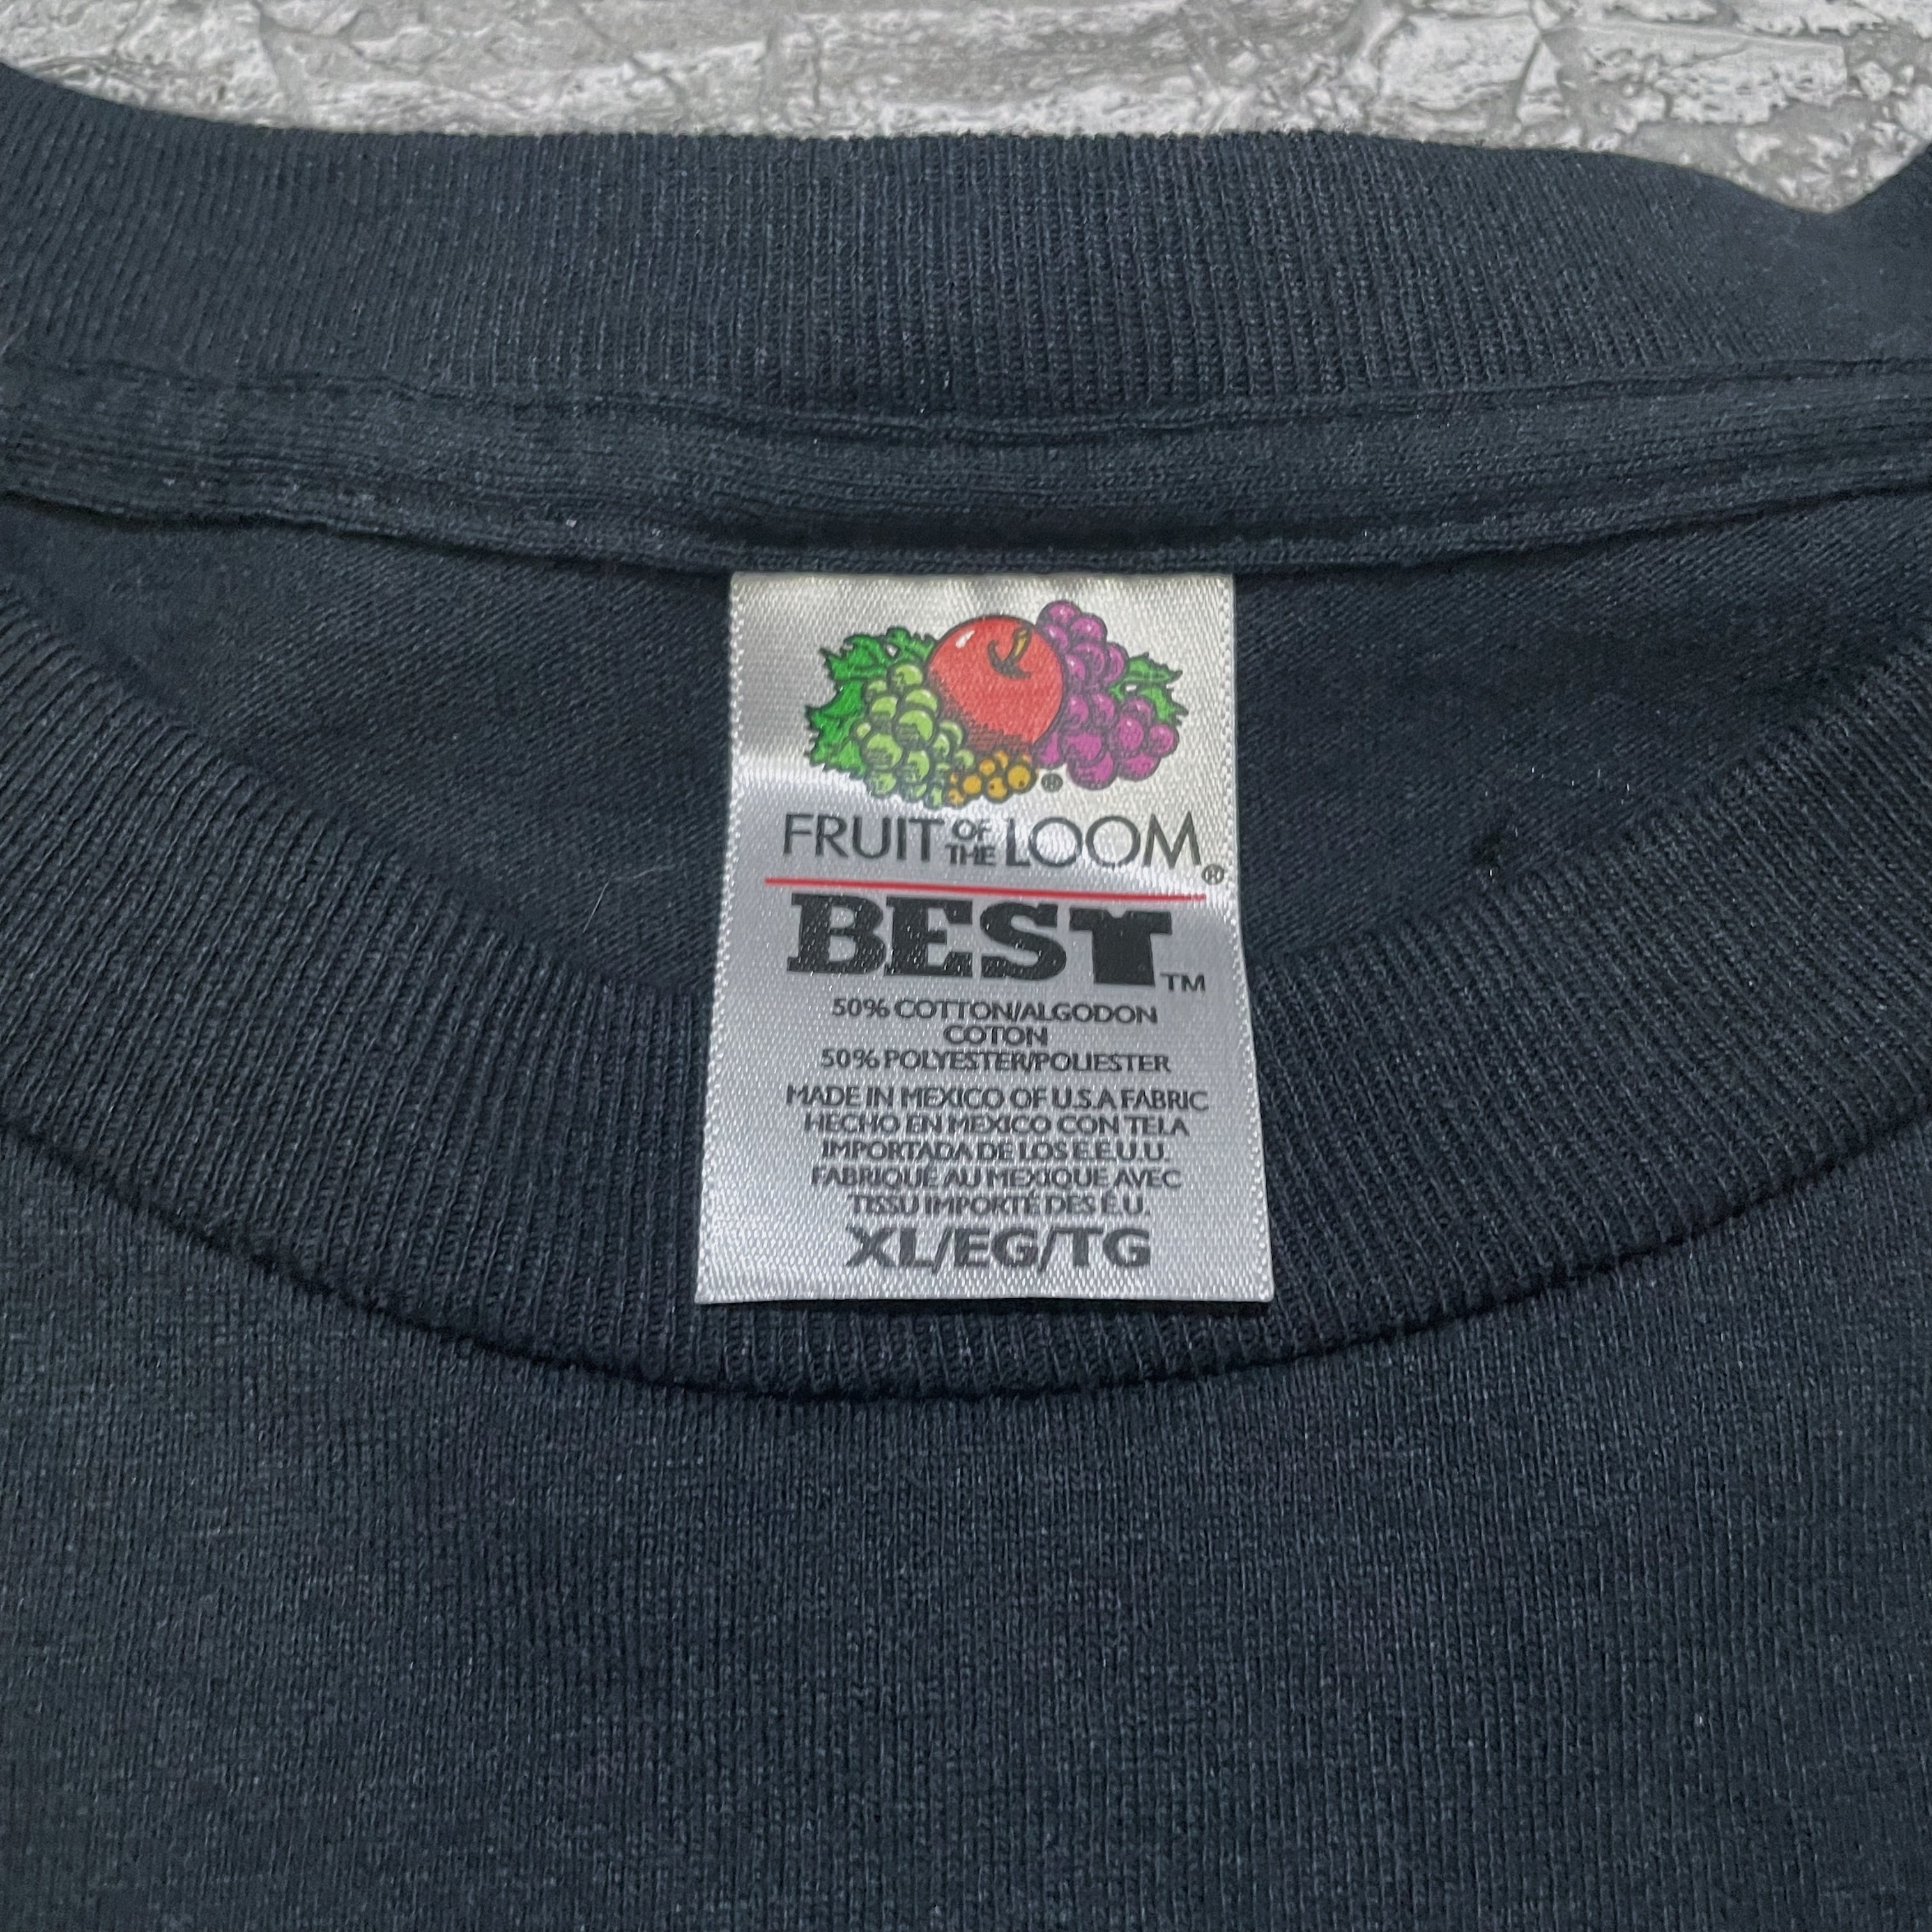 ®
FRUIT OF THE LOOM®
BEST™
50% COTTON/ALGODON
COTON
50% POLYESTER/POLIESTER
MADE IN MEXICO OF U.S.A FABRIC
HECHO EN MEXICO CON TELA
IMPORTADA DE LOS E.E.U.U.
FABRIQUÉ AU MEXIQUE AVEC
TISSU IMPORTÉ DES É.U.
XL/EG/TG